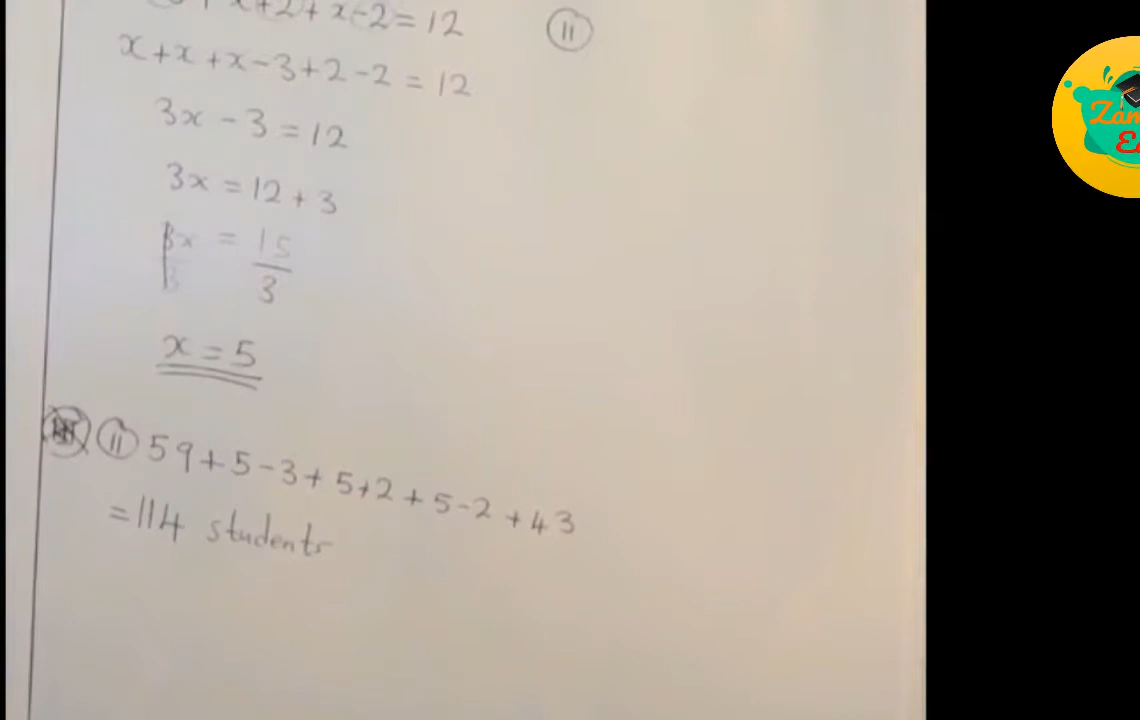 x+2+x-2=12
11
x+x+x-3+2-2=12
3x-3=12
3x=12+3
3x = 15
3 3
x=5
11 59+5-3+5+2+5-2+43
=114 students